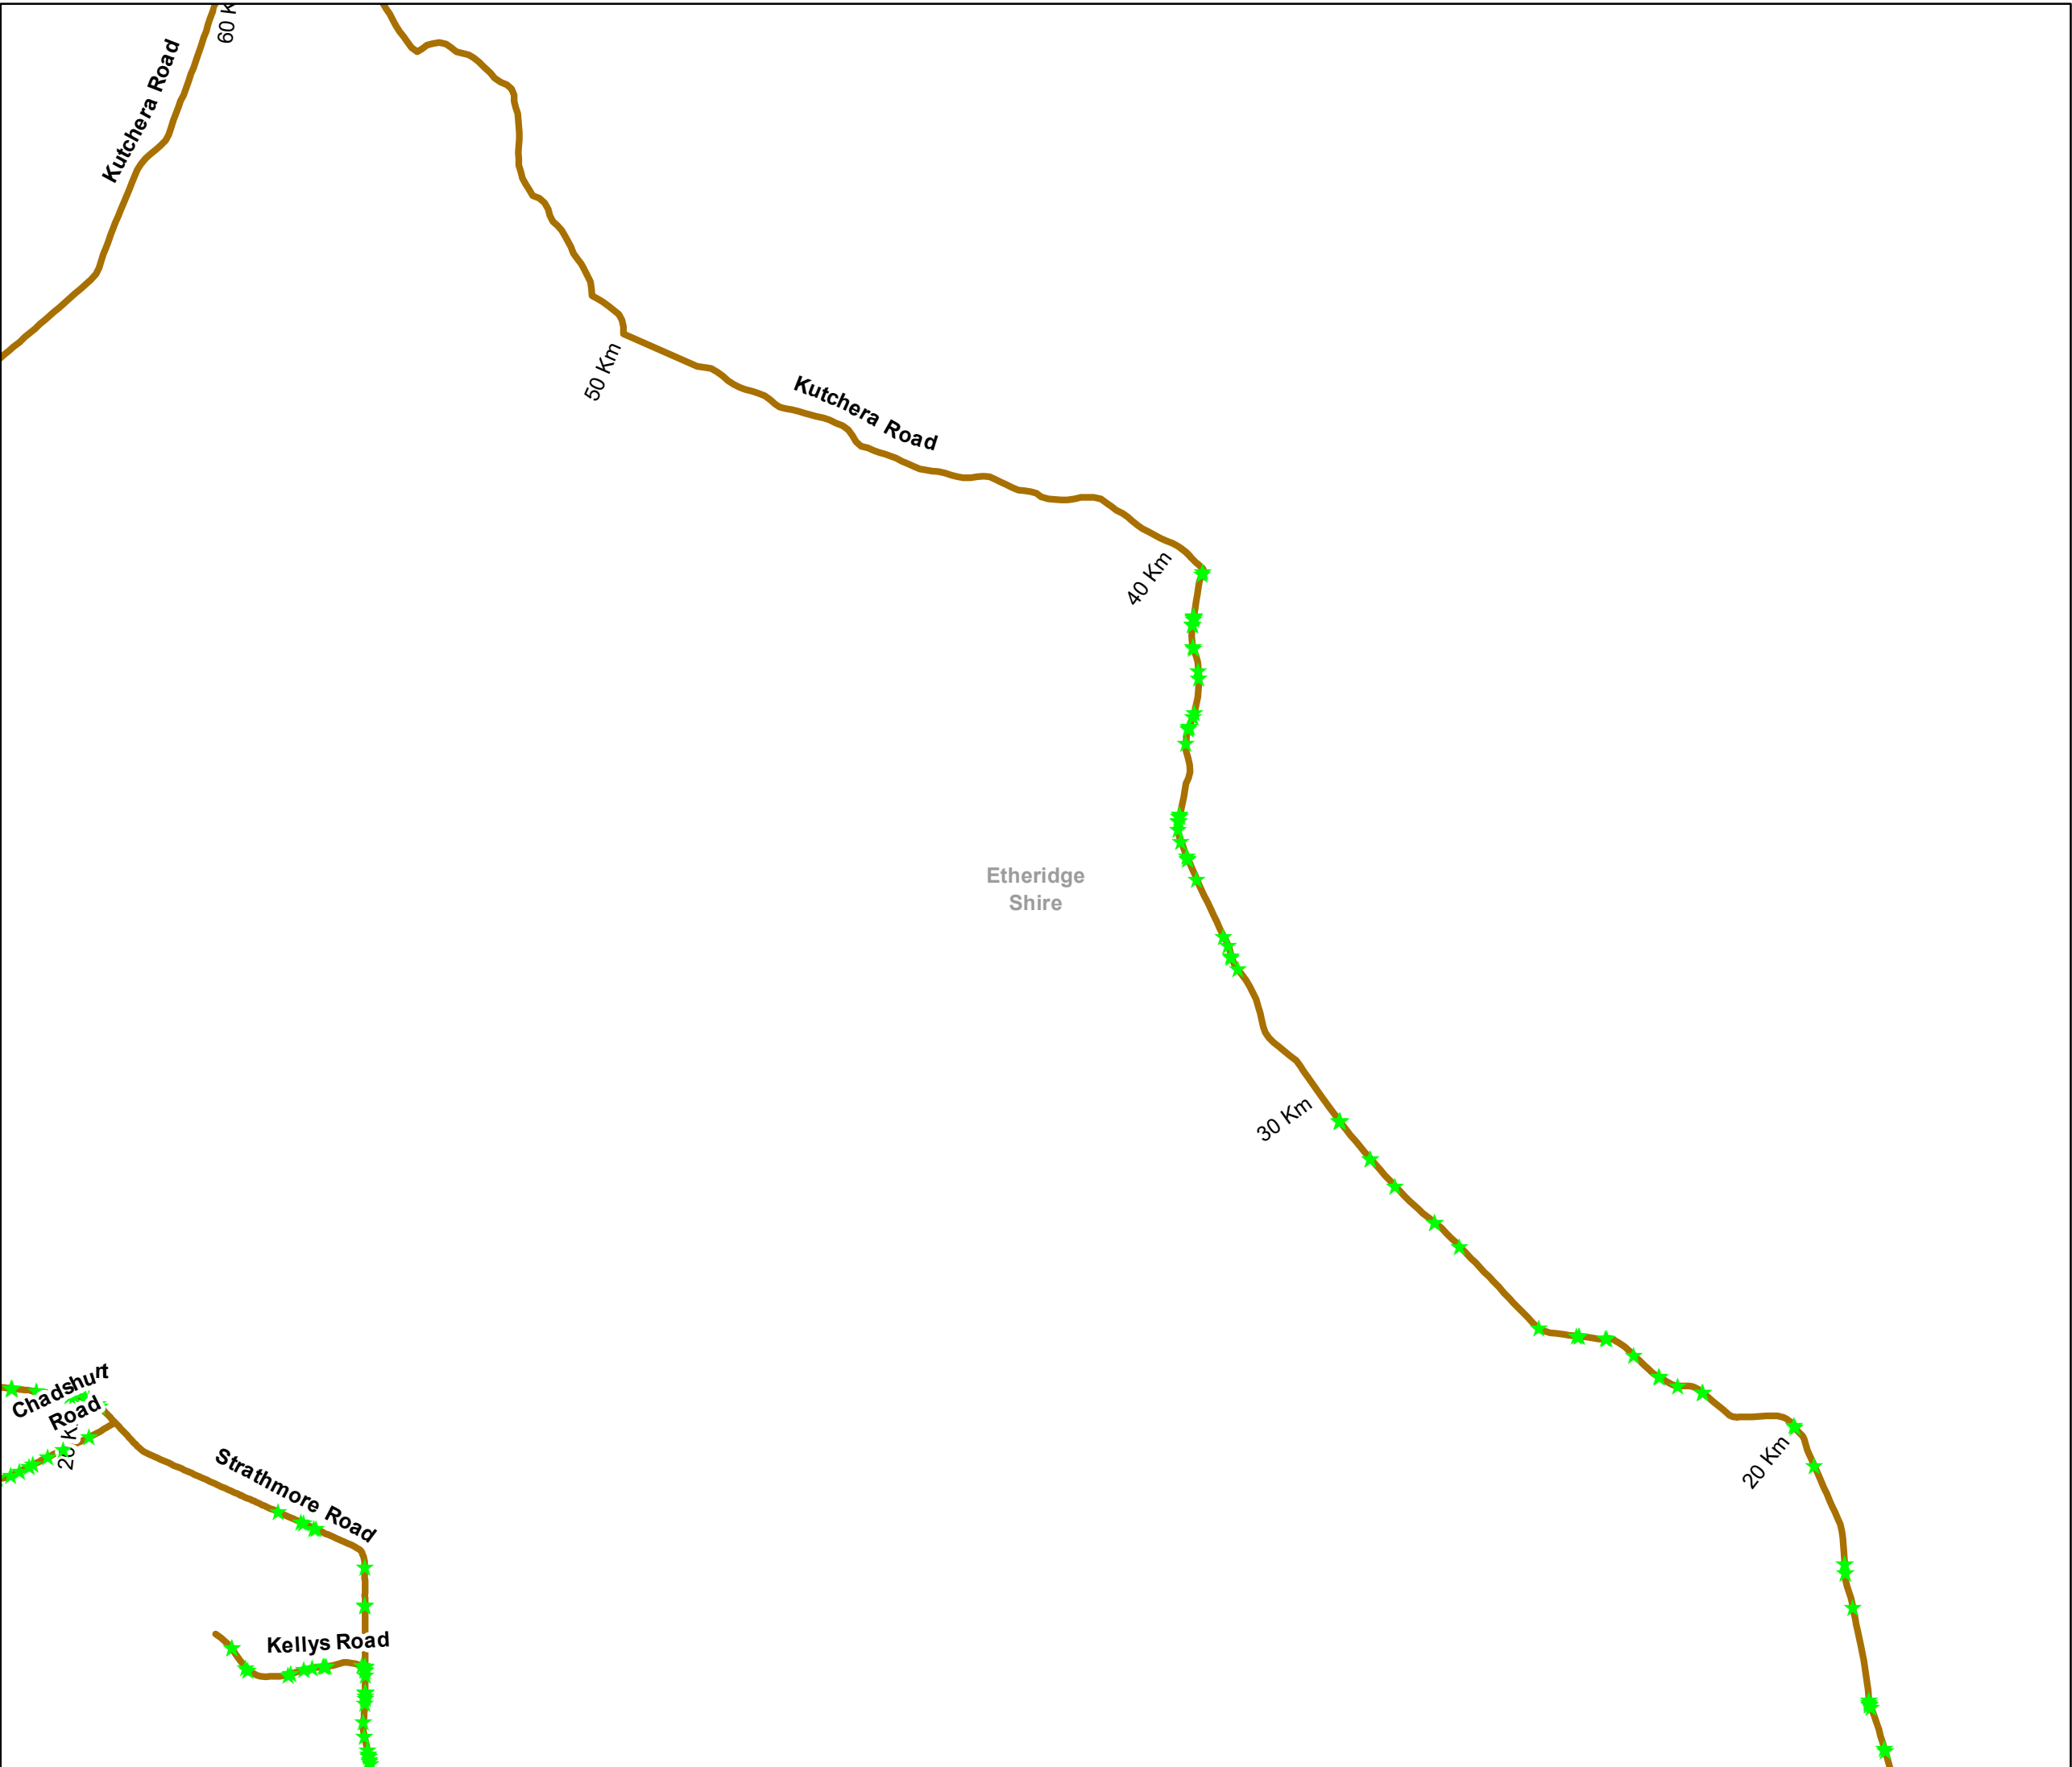 60 K
Kutchera Road
50 Km
Kutchera Road
40 Km
Etheridge
Shire
30 Km
Chadshurt
Road
20 Km
Strathmore Road
Kellys Road